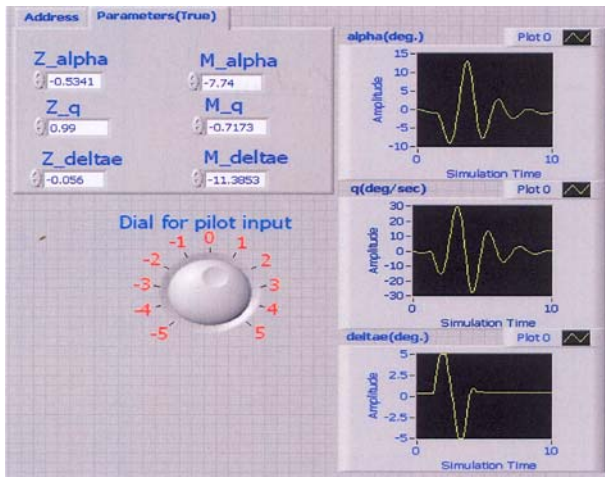 Address Parameters(True)
Z_alpha M_alpha
-0.5341 -7.74
Z_q M_q
0.99 -0.7173
Z_deltae M_deltae
-0.056 -11.3853
Dial for pilot input
-5 -4 -3 -2 -1 0 1 2 3 4 5
alpha(deg.) Plot 0
Amplitude
15
10
5
0
-5
-10
0 10
Simulation Time
q(deg/sec) Plot 0
Amplitude
30
20
10
0
-10
-20
-30
0 10
Simulation Time
deltae(deg.) Plot 0
Amplitude
5
2.5
0
-2.5
-5
0 10
Simulation Time